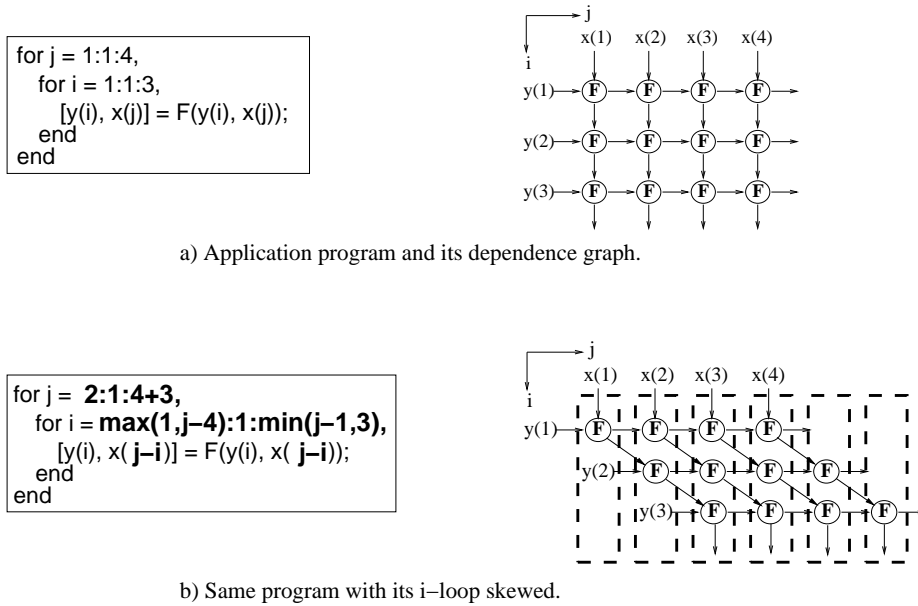 for j = 1:1:4,
for i = 1:1:3,
[y(i), x(j)] = F(y(i), x(j));
end
end
j
i
x(1) x(2) x(3) x(4)
y(1) F F F F
y(2) F F F F
y(3) F F F F
a) Application program and its dependence graph.
for j = 2:1:4+3,
for i = max(1,j−4):1:min(j−1,3),
[y(i), x( j−i)] = F(y(i), x( j−i));
end
end
j
i
x(1) x(2) x(3) x(4)
y(1) F F F F
y(2) F F F F
y(3) F F F F
b) Same program with its i−loop skewed.